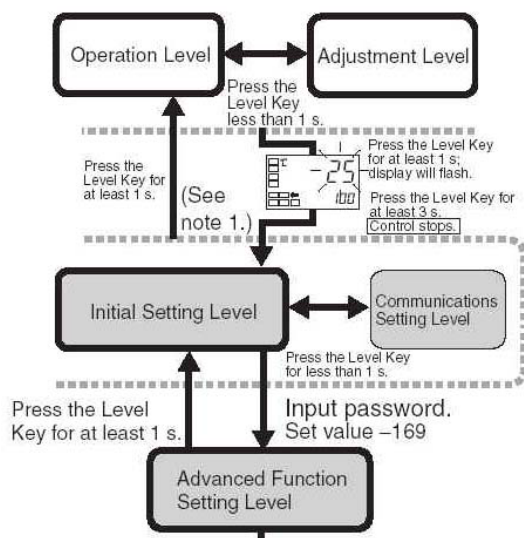 Operation Level
Adjustment Level
Press the
Level Key
less than 1 s.
Press the
Level Key for
at least 1 s.
(See
note 1.)
°C
-25
100
Press the Level Key
for at least 1 s;
display will flash.
Press the Level Key for
at least 3 s.
Control stops.
Initial Setting Level
Communications
Setting Level
Press the Level Key
for less than 1 s.
Press the Level
Key for at least 1 s.
Input password.
Set value –169
Advanced Function
Setting Level